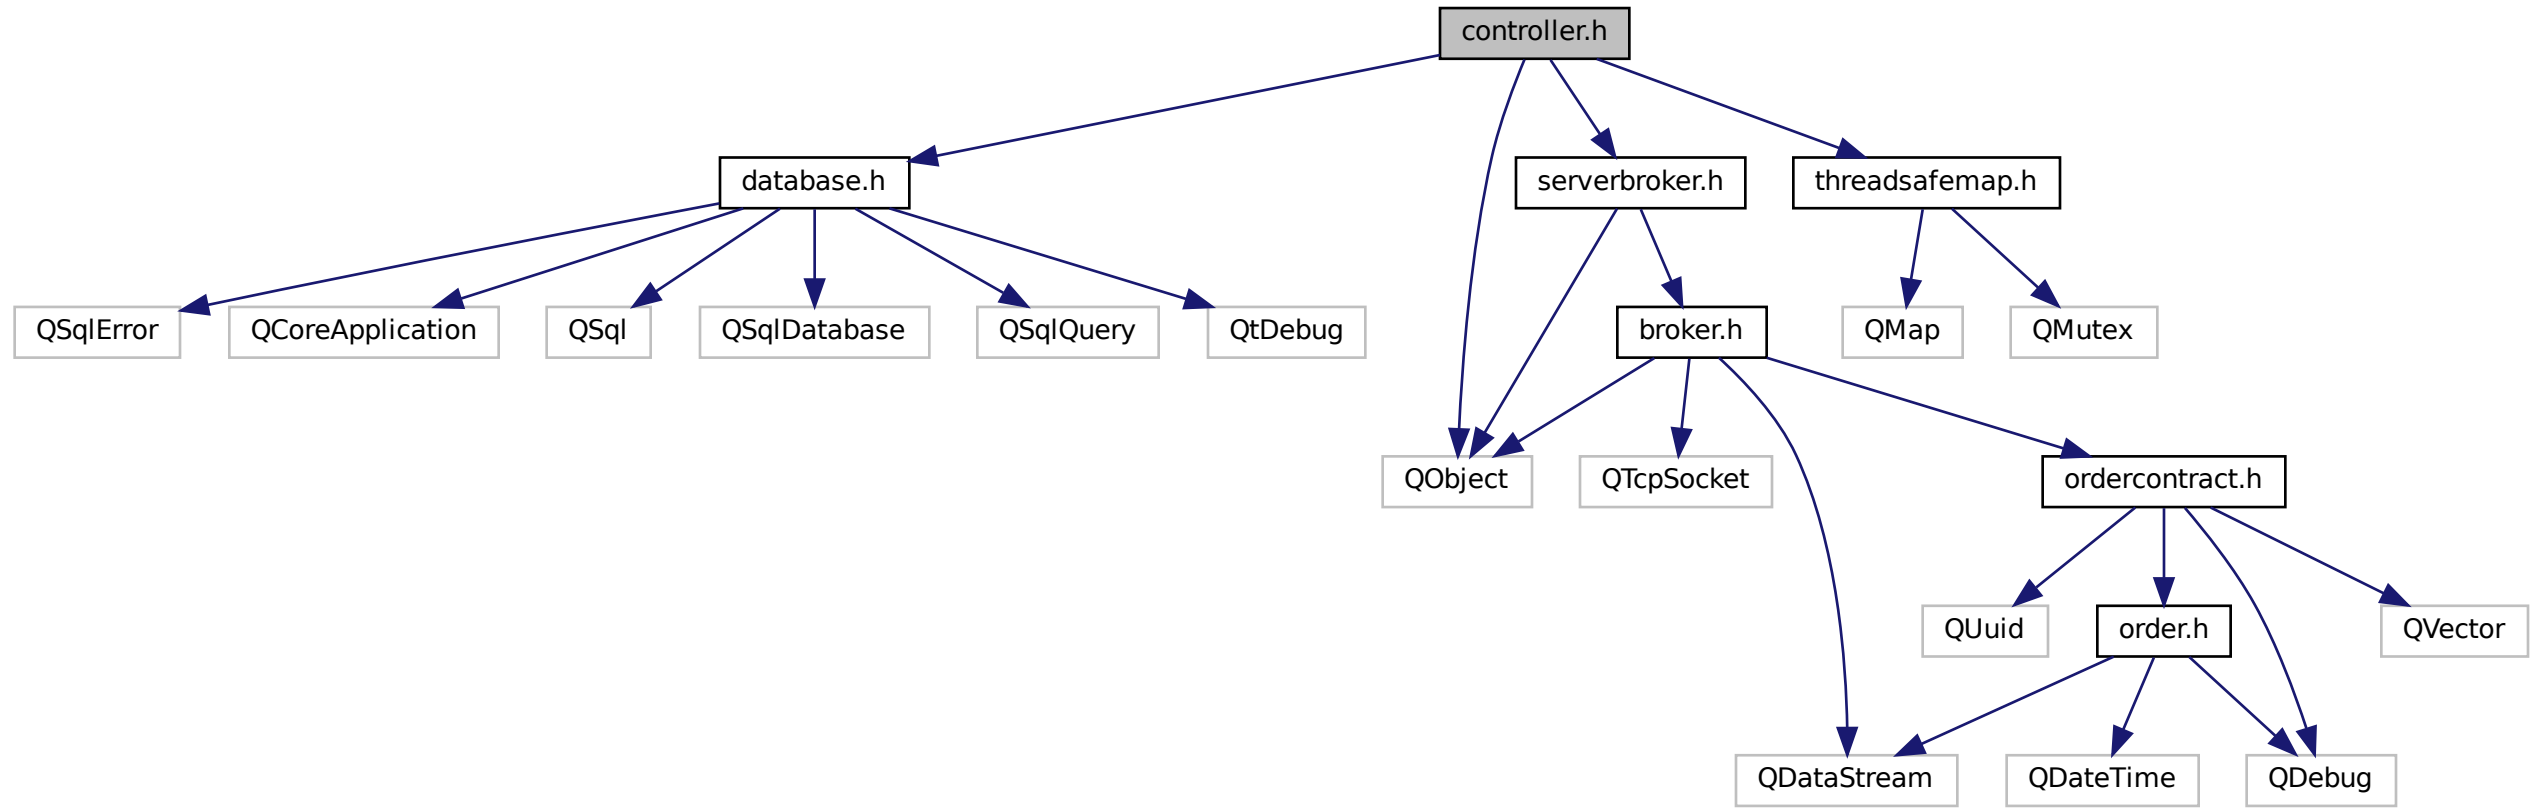 controller.h
database.h
serverbroker.h
threadsafemap.h
QSqlError
QCoreApplication
QSql
QSqlDatabase
QSqlQuery
QtDebug
broker.h
QMap
QMutex
QObject
QTcpSocket
ordercontract.h
QUuid
order.h
QVector
QDataStream
QDateTime
QDebug